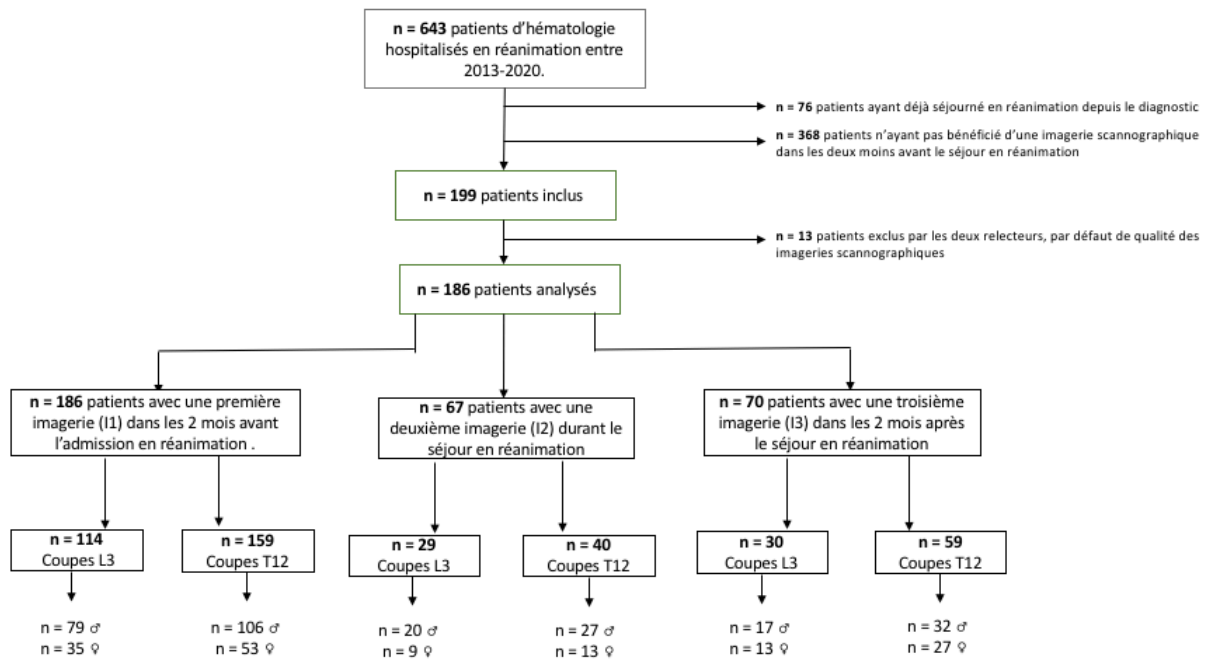 n = 643 patients d’hématologie
hospitalisés en réanimation entre
2013-2020.
n = 76 patients ayant déjà séjourné en réanimation depuis le diagnostic
n = 368 patients n’ayant pas bénéficié d’une imagerie scannographique
dans les deux moins avant le séjour en réanimation
n = 199 patients inclus
n = 13 patients exclus par les deux relecteurs, par défaut de qualité des
imageries scannographiques
n = 186 patients analysés
n = 186 patients avec une première
imagerie (I1) dans les 2 mois avant
l’admission en réanimation .
n = 67 patients avec une
deuxième imagerie (I2) durant le
séjour en réanimation
n = 70 patients avec une troisième
imagerie (I3) dans les 2 mois après
le séjour en réanimation
n = 114
Coupes L3
n = 159
Coupes T12
n = 29
Coupes L3
n = 40
Coupes T12
n = 30
Coupes L3
n = 59
Coupes T12
n = 79 ♂
n = 35 ♀
n = 106 ♂
n = 53 ♀
n = 20 ♂
n = 9 ♀
n = 27 ♂
n = 13 ♀
n = 17 ♂
n = 13 ♀
n = 32 ♂
n = 27 ♀